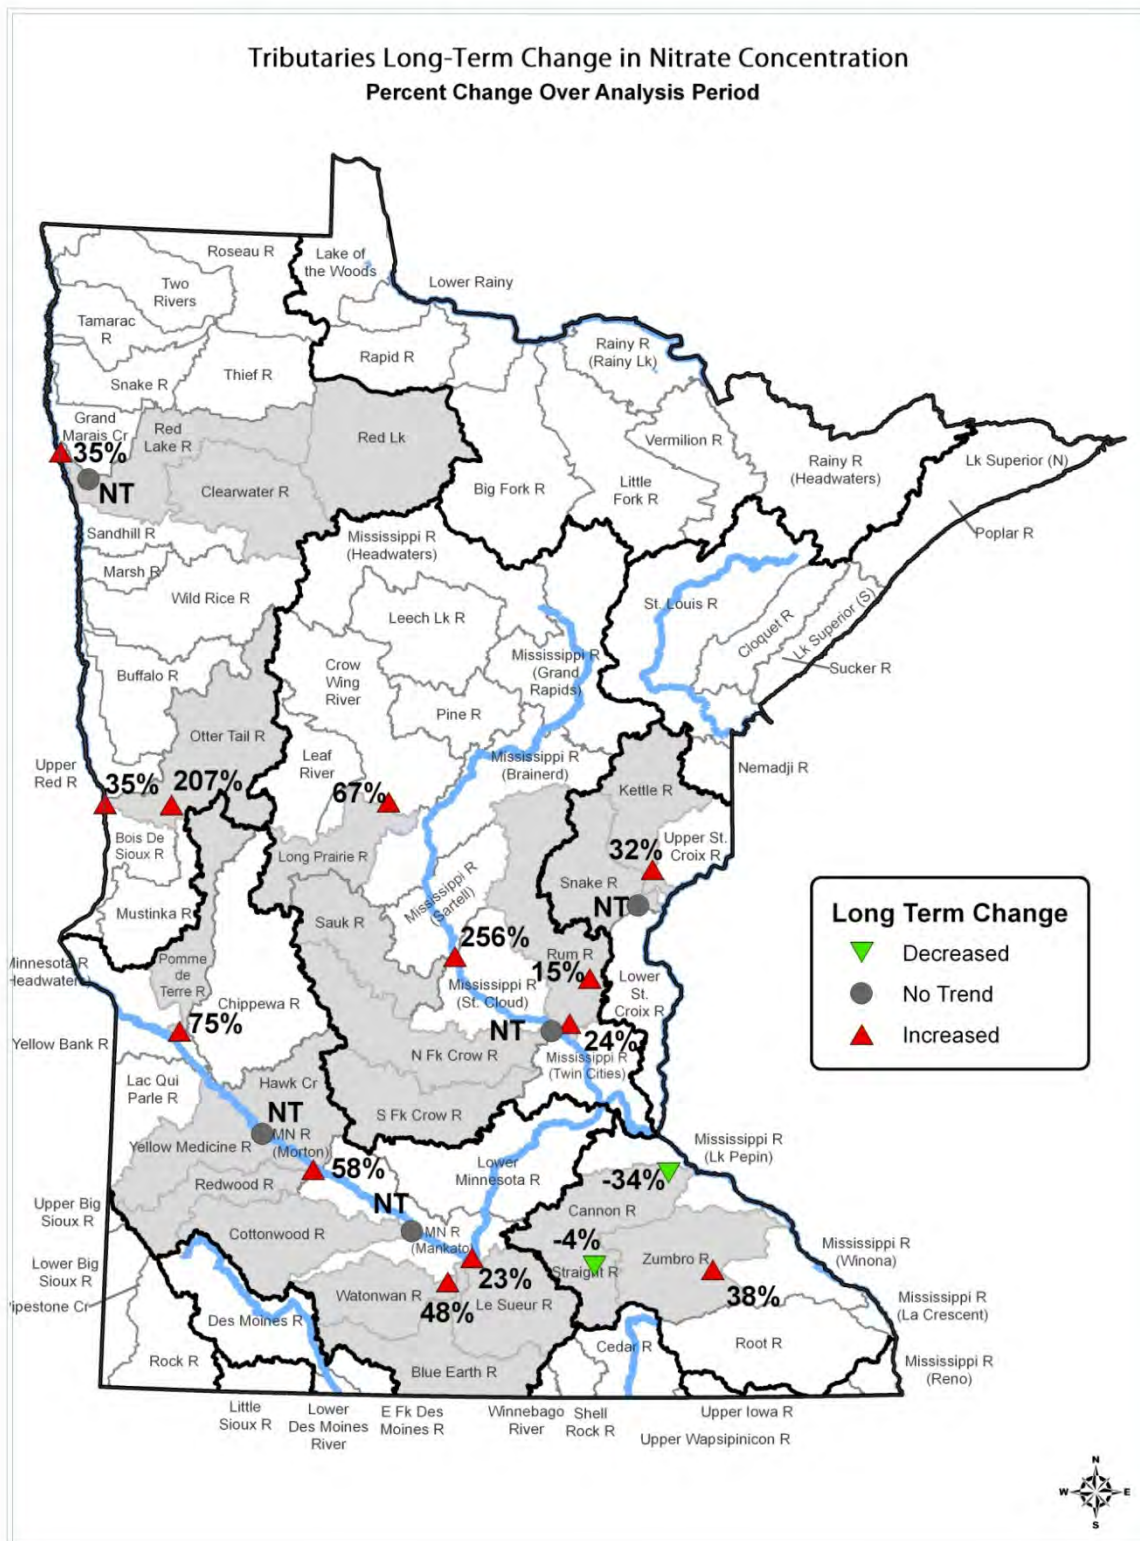 Tributaries Long-Term Change in Nitrate Concentration
Percent Change Over Analysis Period
Roseau R
Lake of
the Woods
Lower Rainy
Two
Rivers
Tamarac
R
Rainy R
(Rainy Lk)
Rapid R
Thief R
Snake R
Grand
Marais Cr
Red
Lake R
Red Lk
Vermilion R
Rainy R
(Headwaters)
Lk Superior (N)
35%
NT
Clearwater R
Big Fork R
Little
Fork R
Poplar R
Sandhill R
Mississippi R
(Headwaters)
Marsh R
Wild Rice R
St. Louis R
Cloquet R
Lk Superior (S)
Leech Lk R
Sucker R
Mississippi R
(Grand
Rapids)
Crow
Wing
River
Buffalo R
Pine R
Otter Tail R
Upper
Red R
Leaf
River
Mississippi R
(Brainerd)
Nemadji R
35%
207%
67%
Kettle R
Bois De
Sioux R
Long Prairie R
Upper St.
Croix R
32%
Snake R
NT
Mustinka R
Sauk R
Mississippi R
(Sartell)
Long Term Change
Decreased
No Trend
Increased
256%
Rum R
15%
Minnesota R
Headwaters)
Pomme
de
Terre R
Chippewa R
Mississippi R
(St. Cloud)
Lower
St.
Croix R
75%
NT
24%
Yellow Bank R
N Fk Crow R
Mississippi R
(Twin Cities)
Lac Qui
Parle R
Hawk Cr
NT
S Fk Crow R
Yellow Medicine R
MN R
(Morton)
Mississippi R
(Lk Pepin)
58%
Lower
Minnesota R
-34%
Redwood R
Upper Big
Sioux R
NT
Cannon R
Cottonwood R
MN R
(Mankato)
-4%
Mississippi R
(Winona)
Lower Big
Sioux R
Straight R
Zumbro R
23%
38%
Pipestone Cr
Watonwan R
48%
Le Sueur R
Mississippi R
(La Crescent)
Des Moines R
Cedar R
Root R
Rock R
Blue Earth R
Mississippi R
(Reno)
Little
Sioux R
Lower
Des Moines
River
E Fk Des
Moines R
Winnebago
River
Shell
Rock R
Upper Iowa R
Upper Wapsipinicon R
N
W
E
S